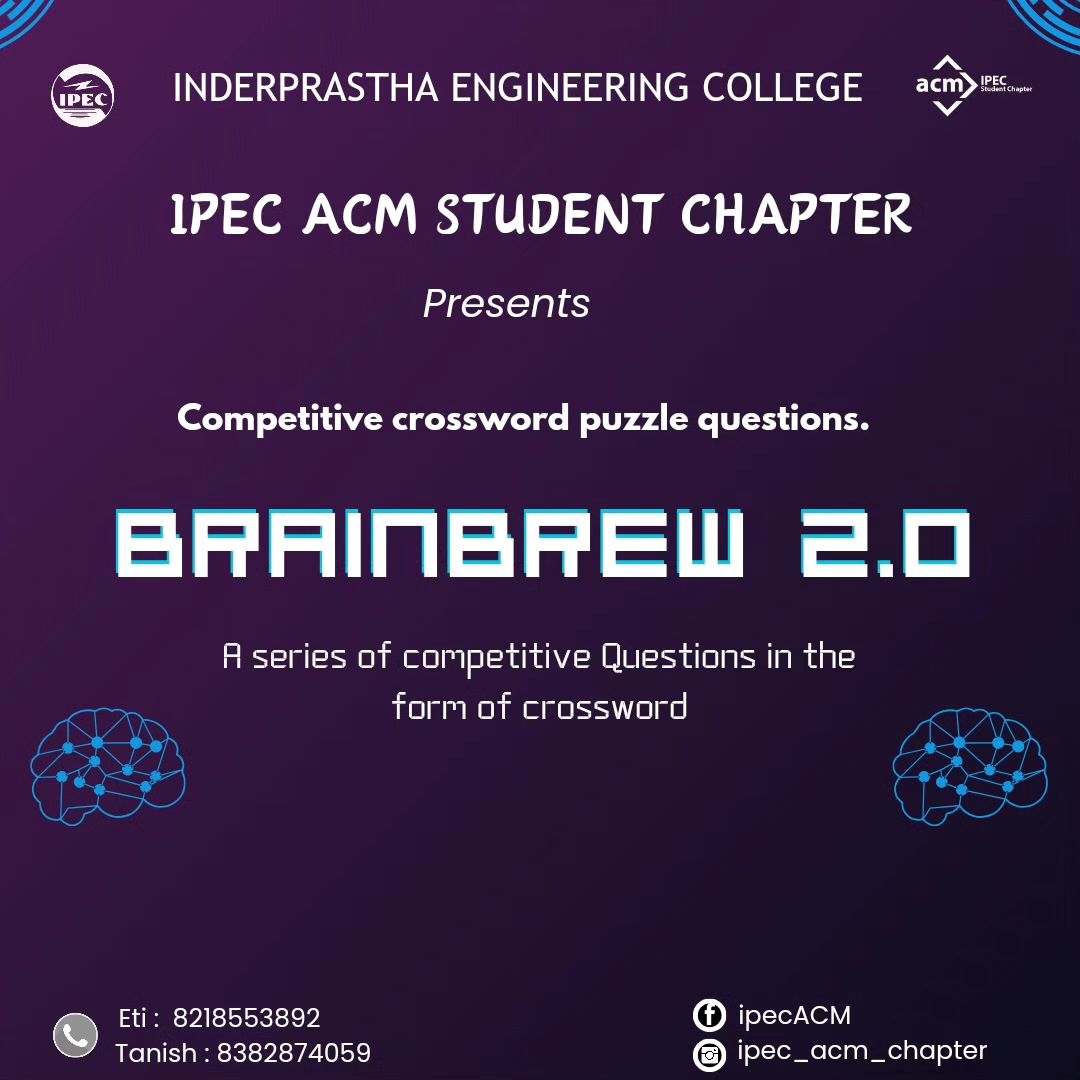 IPEC
INDERPRASTHA ENGINEERING COLLEGE
acm
IPEC
Student Chapter
IPEC ACM STUDENT CHAPTER
Presents
Competitive crossword puzzle questions.
BRAINBREW 2.0
A series of competitive Questions in the
form of crossword
Eti : 8218553892
Tanish : 8382874059
ipecACM
ipec_acm_chapter